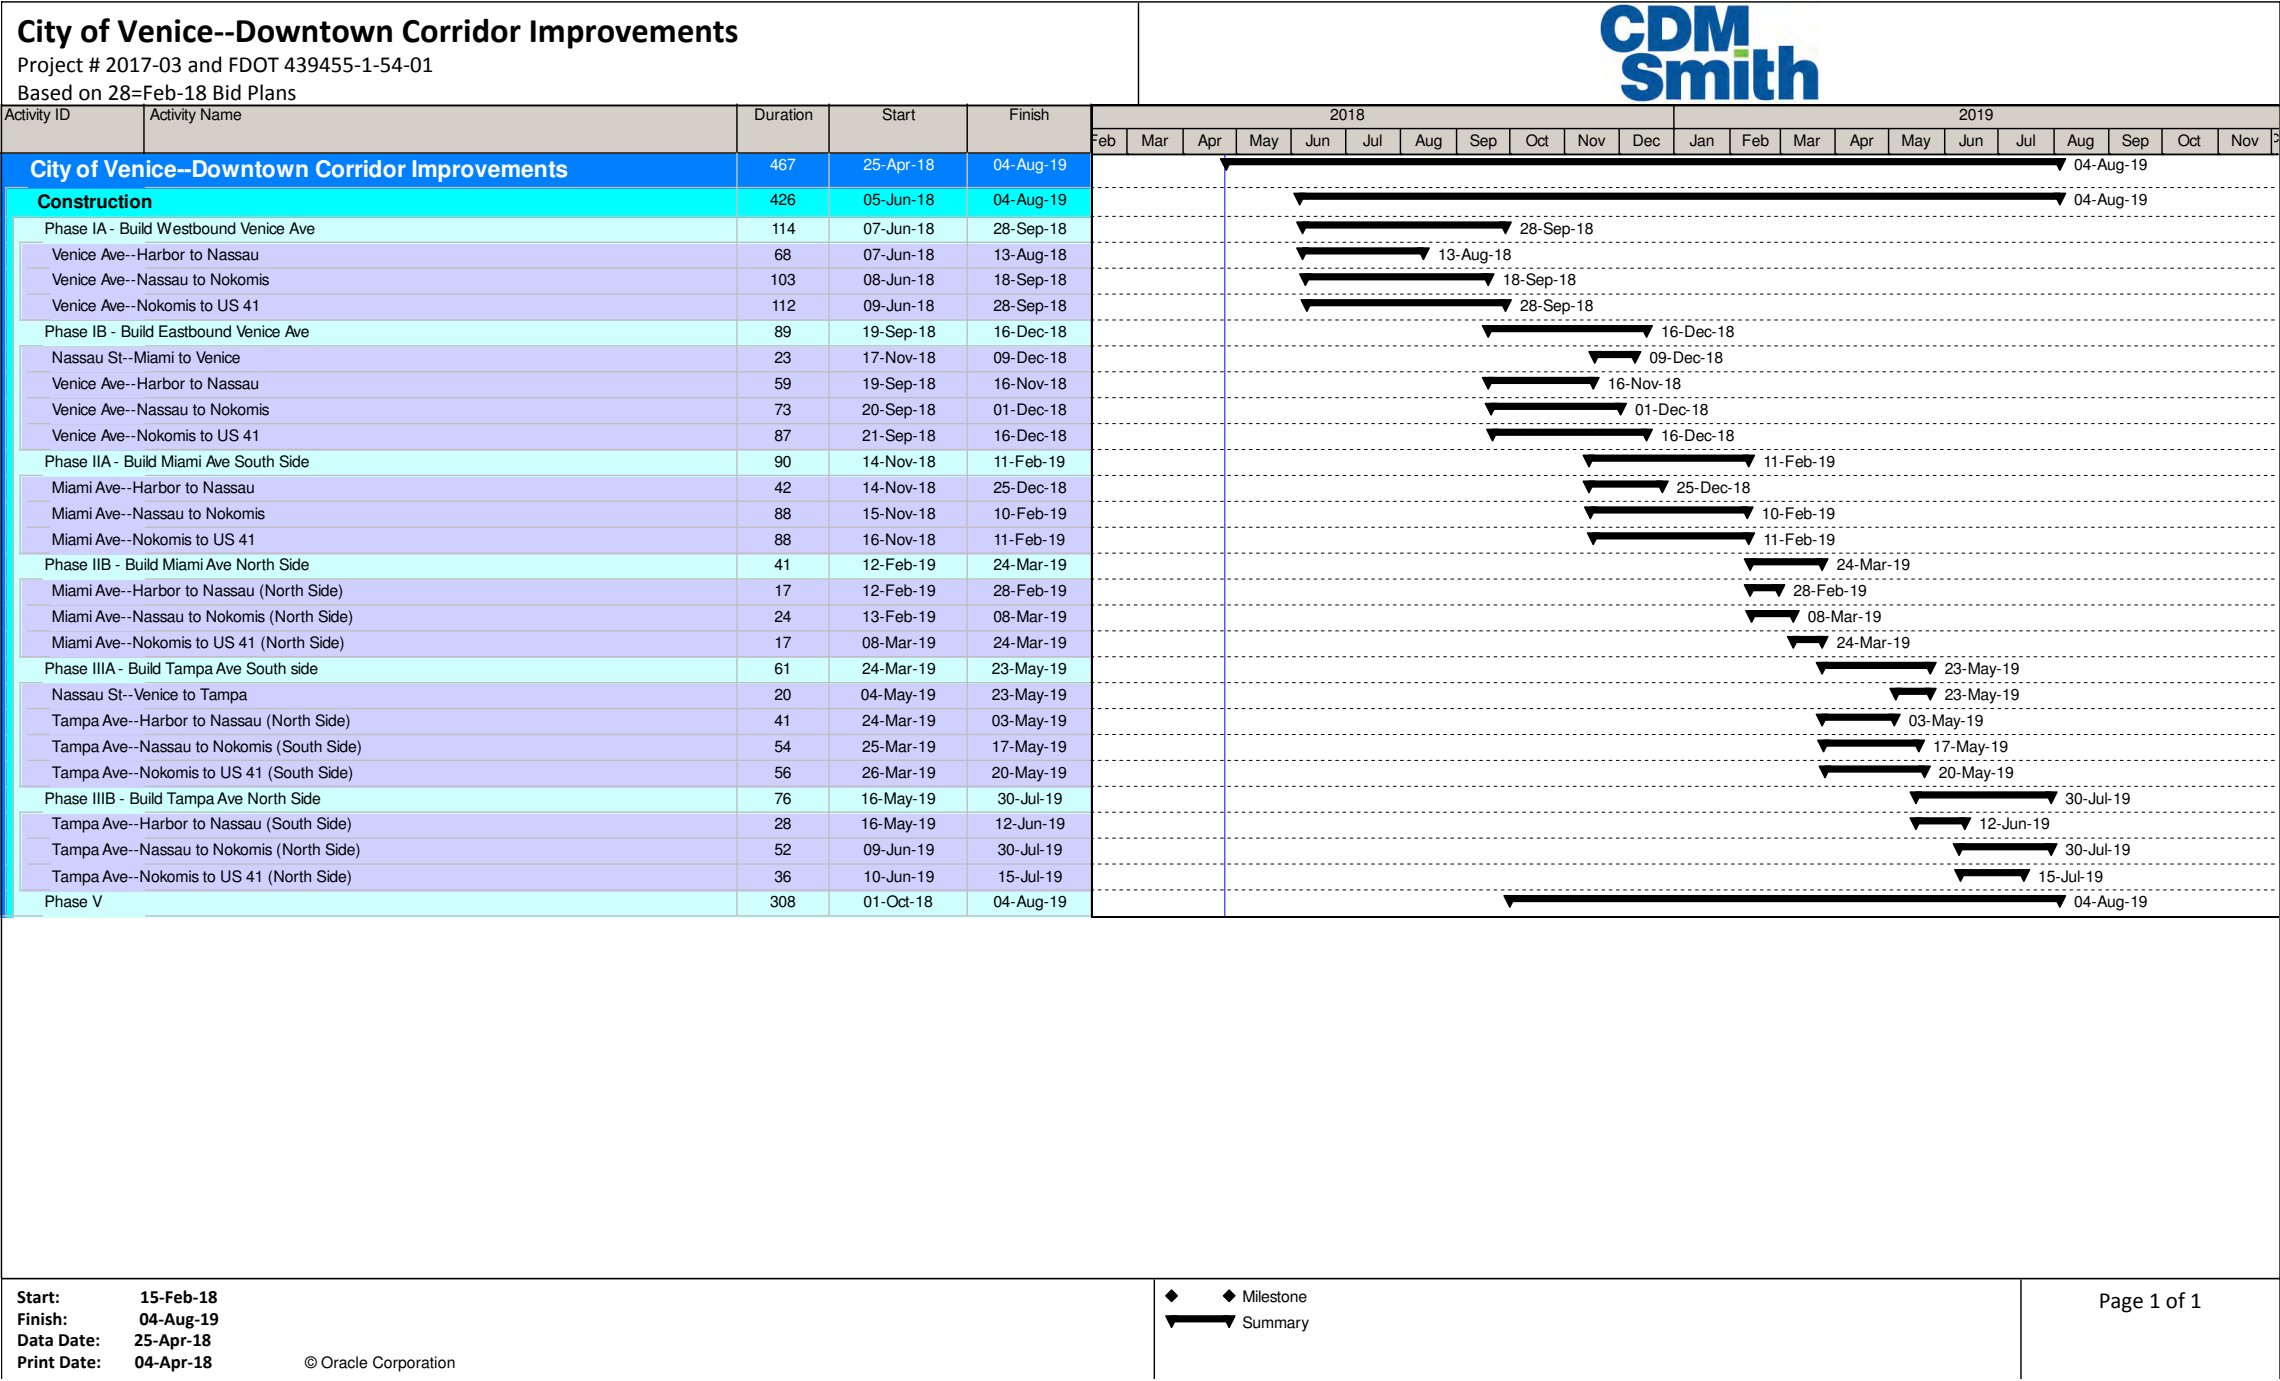 City of Venice--Downtown Corridor Improvements
Project # 2017-03 and FDOT 439455-1-54-01
Based on 28=Feb-18 Bid Plans
CDM
Smith
Activity ID Activity Name Duration Start Finish 2018 2019
Feb Mar Apr May Jun Jul Aug Sep Oct Nov Dec Jan Feb Mar Apr May Jun Jul Aug Sep Oct Nov
City of Venice--Downtown Corridor Improvements 467 25-Apr-18 04-Aug-19 04-Aug-19
Construction 426 05-Jun-18 04-Aug-19 04-Aug-19
Phase IA - Build Westbound Venice Ave 114 07-Jun-18 28-Sep-18 28-Sep-18
Venice Ave--Harbor to Nassau 68 07-Jun-18 13-Aug-18 13-Aug-18
Venice Ave--Nassau to Nokomis 103 08-Jun-18 18-Sep-18 18-Sep-18
Venice Ave--Nokomis to US 41 112 09-Jun-18 28-Sep-18 28-Sep-18
Phase IB - Build Eastbound Venice Ave 89 19-Sep-18 16-Dec-18 16-Dec-18
Nassau St--Miami to Venice 23 17-Nov-18 09-Dec-18 09-Dec-18
Venice Ave--Harbor to Nassau 59 19-Sep-18 16-Nov-18 16-Nov-18
Venice Ave--Nassau to Nokomis 73 20-Sep-18 01-Dec-18 01-Dec-18
Venice Ave--Nokomis to US 41 87 21-Sep-18 16-Dec-18 16-Dec-18
Phase IIA - Build Miami Ave South Side 90 14-Nov-18 11-Feb-19 11-Feb-19
Miami Ave--Harbor to Nassau 42 14-Nov-18 25-Dec-18 25-Dec-18
Miami Ave--Nassau to Nokomis 88 15-Nov-18 10-Feb-19 10-Feb-19
Miami Ave--Nokomis to US 41 88 16-Nov-18 11-Feb-19 11-Feb-19
Phase IIB - Build Miami Ave North Side 41 12-Feb-19 24-Mar-19 24-Mar-19
Miami Ave--Harbor to Nassau (North Side) 17 12-Feb-19 28-Feb-19 28-Feb-19
Miami Ave--Nassau to Nokomis (North Side) 24 13-Feb-19 08-Mar-19 08-Mar-19
Miami Ave--Nokomis to US 41 (North Side) 17 08-Mar-19 24-Mar-19 24-Mar-19
Phase IIIA - Build Tampa Ave South side 61 24-Mar-19 23-May-19 23-May-19
Nassau St--Venice to Tampa 20 04-May-19 23-May-19 23-May-19
Tampa Ave--Harbor to Nassau (North Side) 41 24-Mar-19 03-May-19 03-May-19
Tampa Ave--Nassau to Nokomis (South Side) 54 25-Mar-19 17-May-19 17-May-19
Tampa Ave--Nokomis to US 41 (South Side) 56 26-Mar-19 20-May-19 20-May-19
Phase IIIB - Build Tampa Ave North Side 76 16-May-19 30-Jul-19 30-Jul-19
Tampa Ave--Harbor to Nassau (South Side) 28 16-May-19 12-Jun-19 12-Jun-19
Tampa Ave--Nassau to Nokomis (North Side) 52 09-Jun-19 30-Jul-19 30-Jul-19
Tampa Ave--Nokomis to US 41 (North Side) 36 10-Jun-19 15-Jul-19 15-Jul-19
Phase V 308 01-Oct-18 04-Aug-19 04-Aug-19
Start: 15-Feb-18
Finish: 04-Aug-19
Data Date: 25-Apr-18
Print Date: 04-Apr-18 © Oracle Corporation
Milestone
Summary
Page 1 of 1